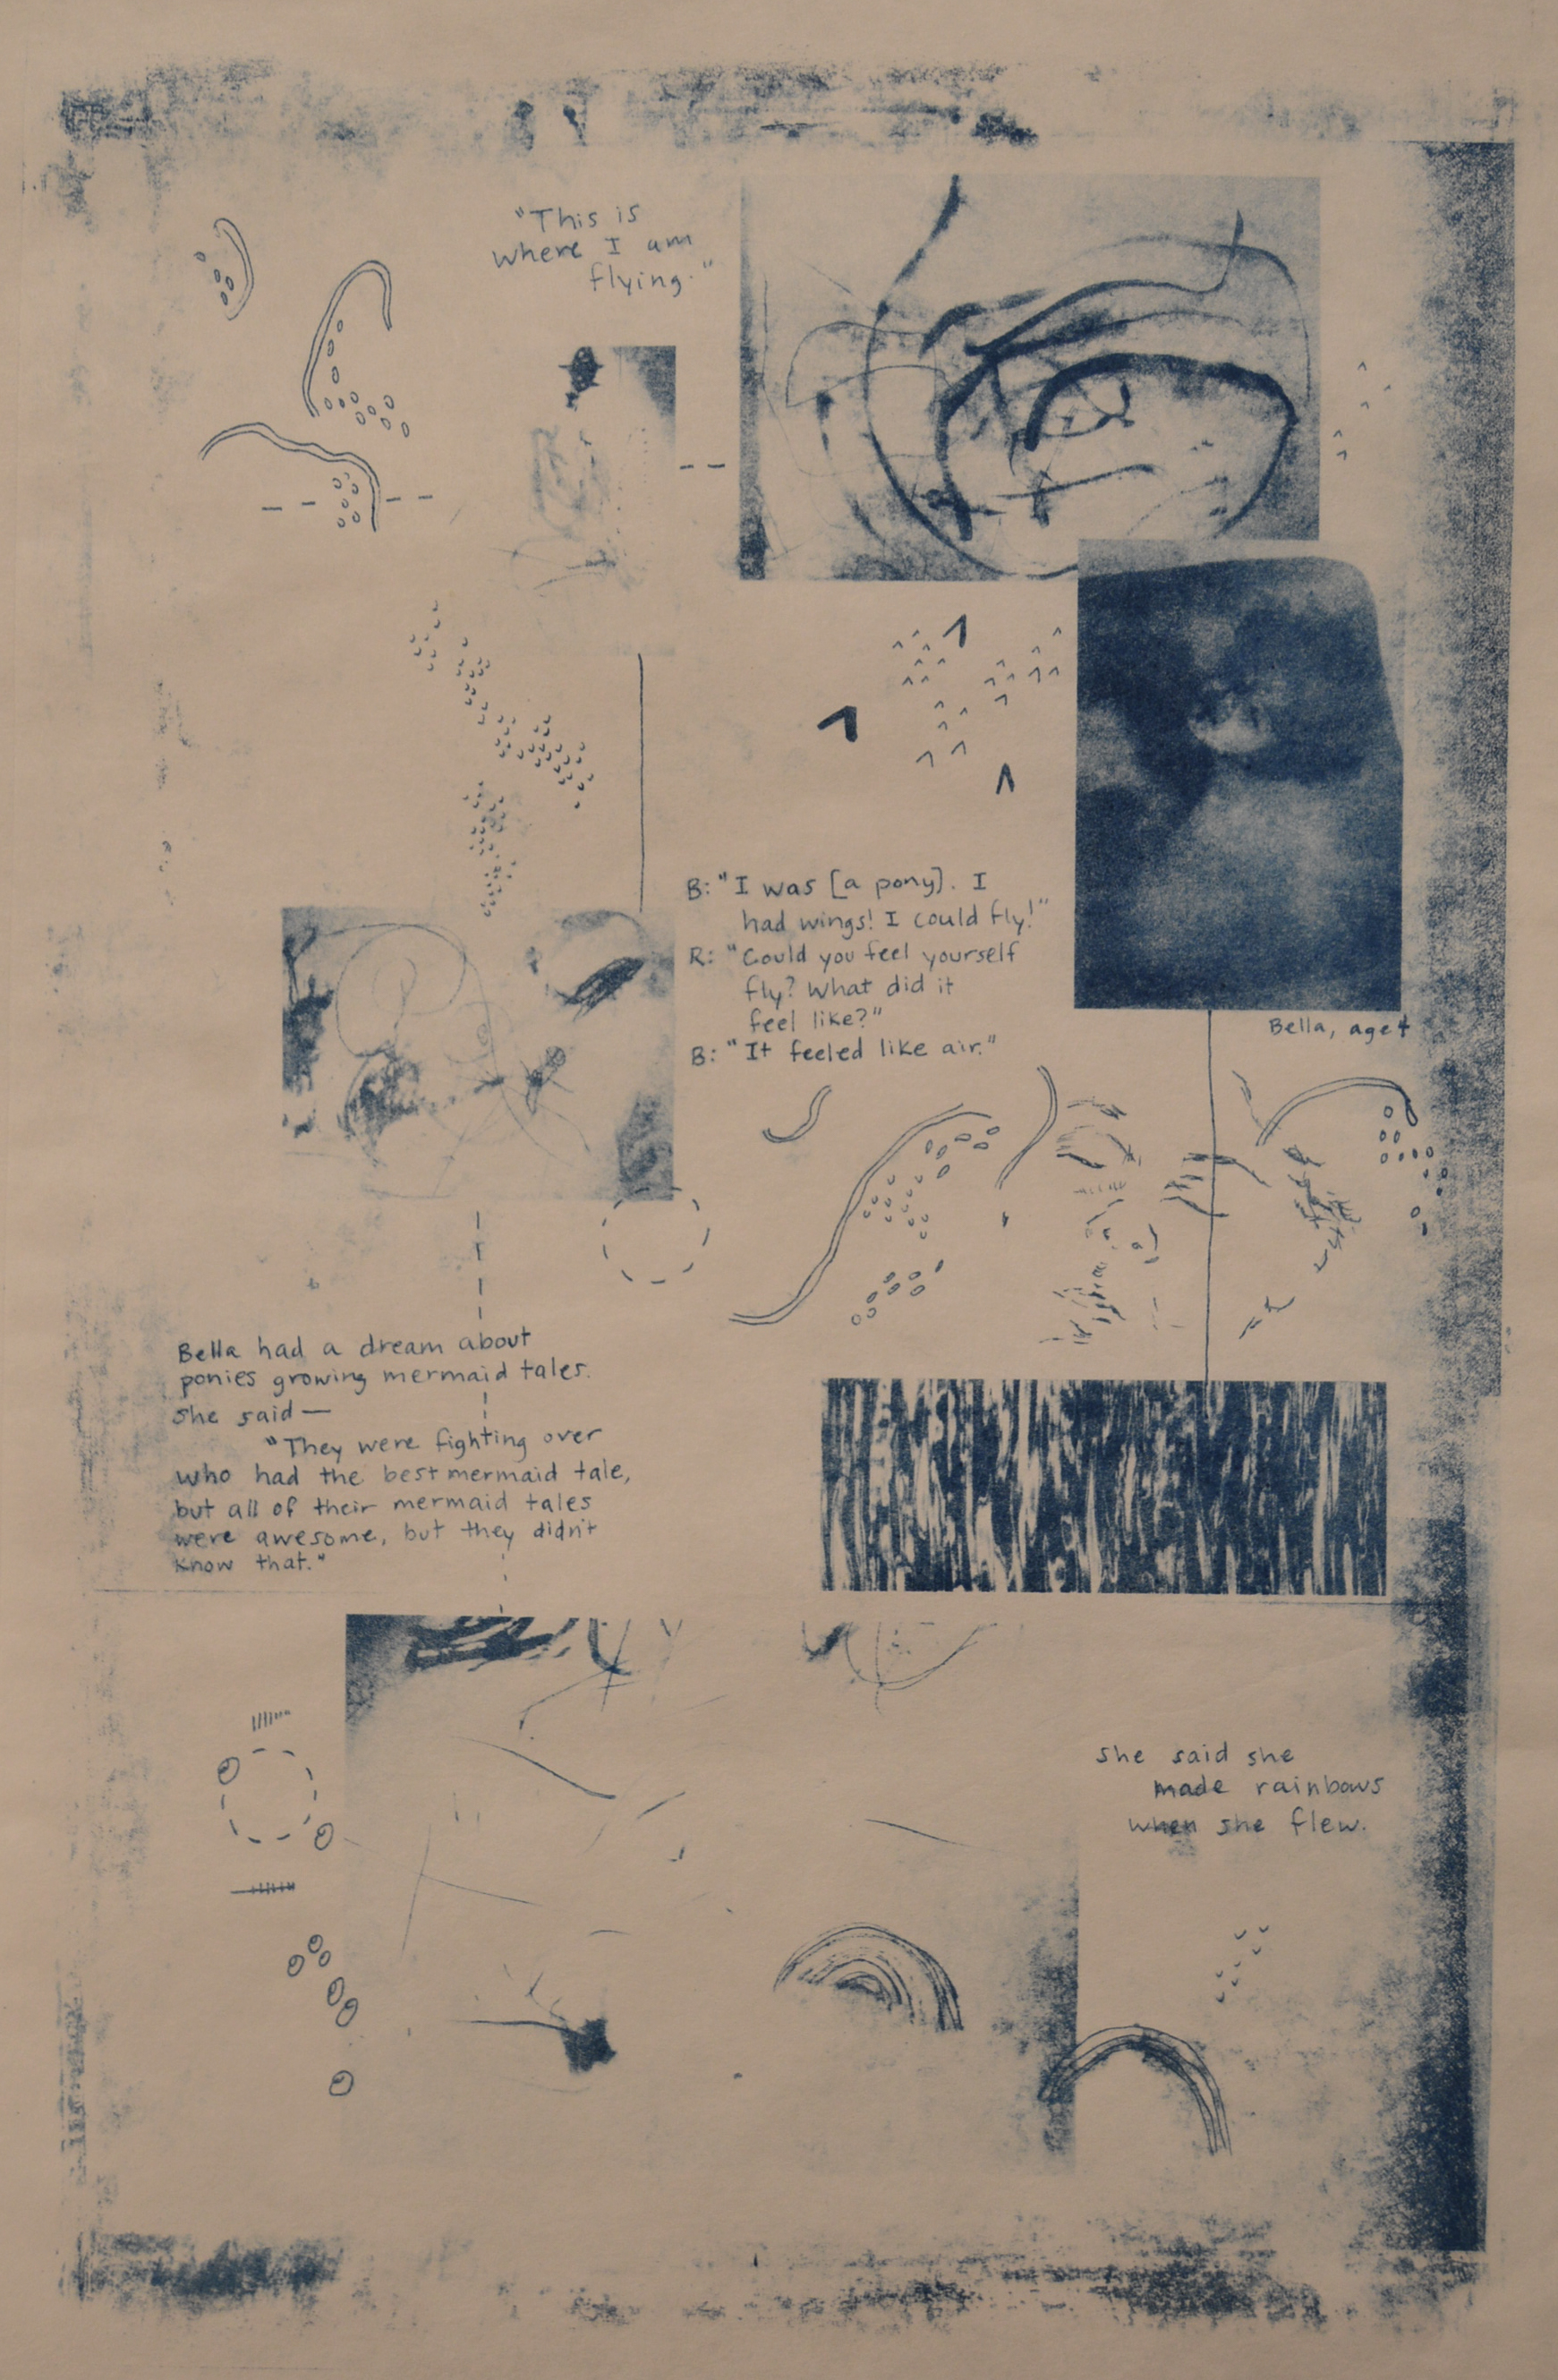 "This is
where I am
flying."
B: "I was [a pony]. I
had wings! I could fly!"
R: "Could you feel yourself
fly? What did it
feel like?"
B: "It feeled like air."
Bella, age 4
Bella had a dream about
ponies growing mermaid tales.
she said —
"They were fighting over
who had the best mermaid tale,
but all of their mermaid tales
were awesome, but they didn't
know that."
she said she
made rainbows
when she flew.